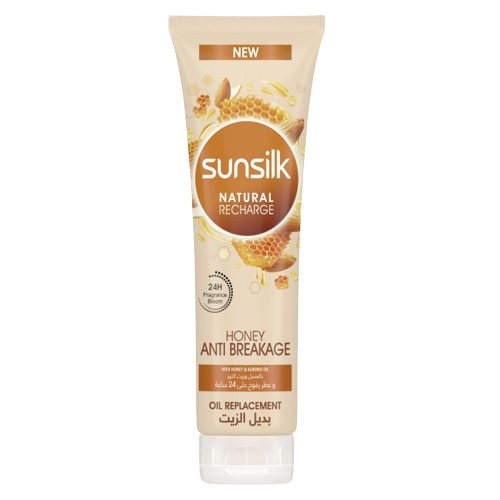 NEW
sunsilk
NATURAL
RECHARGE
24H
Fragrance
Bloom
HONEY
ANTI BREAKAGE
WITH HONEY & ALMOND OIL
بالعسل وزيت اللوز
و عطر يفوح حتى 24 ساعة
OIL REPLACEMENT
بديل الزيت